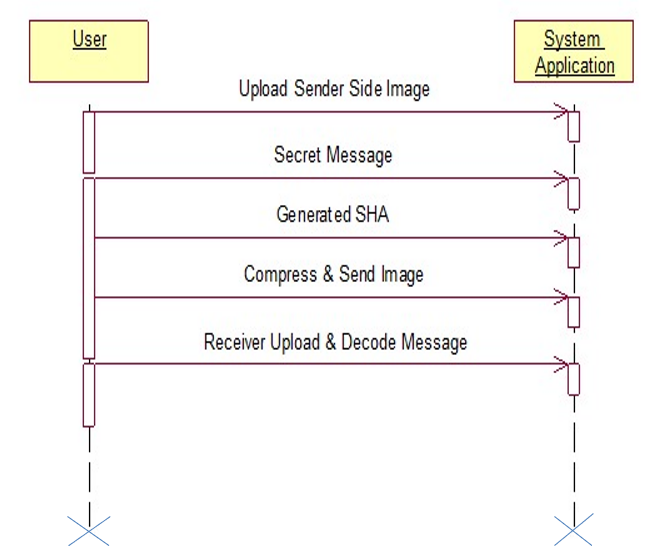 User
System
Application
Upload Sender Side Image
Secret Message
Generated SHA
Compress & Send Image
Receiver Upload & Decode Message